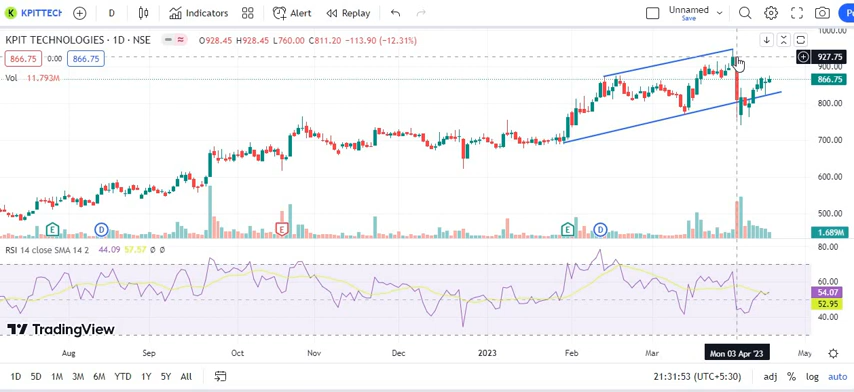 KPITTECH D Indicators Alert Replay Unnamed Save
KPIT TECHNOLOGIES · 1D · NSE O928.45 H928.45 L760.00 C811.20 -113.90 (-12.31%)
866.75 0.00 866.75
Vol 11.793M
1000.00
927.75
900.00
866.75
800.00
700.00
600.00
500.00
1.689M
E D E E D
RSI 14 close SMA 14 2 44.09 57.57 Ø Ø
80.00
60.00
54.07
52.95
40.00
TradingView
Aug Sep Oct Nov Dec 2023 Feb Mar Mon 03 Apr '23 May
1D 5D 1M 3M 6M YTD 1Y 5Y All 21:31:53 (UTC+5:30) adj % log auto